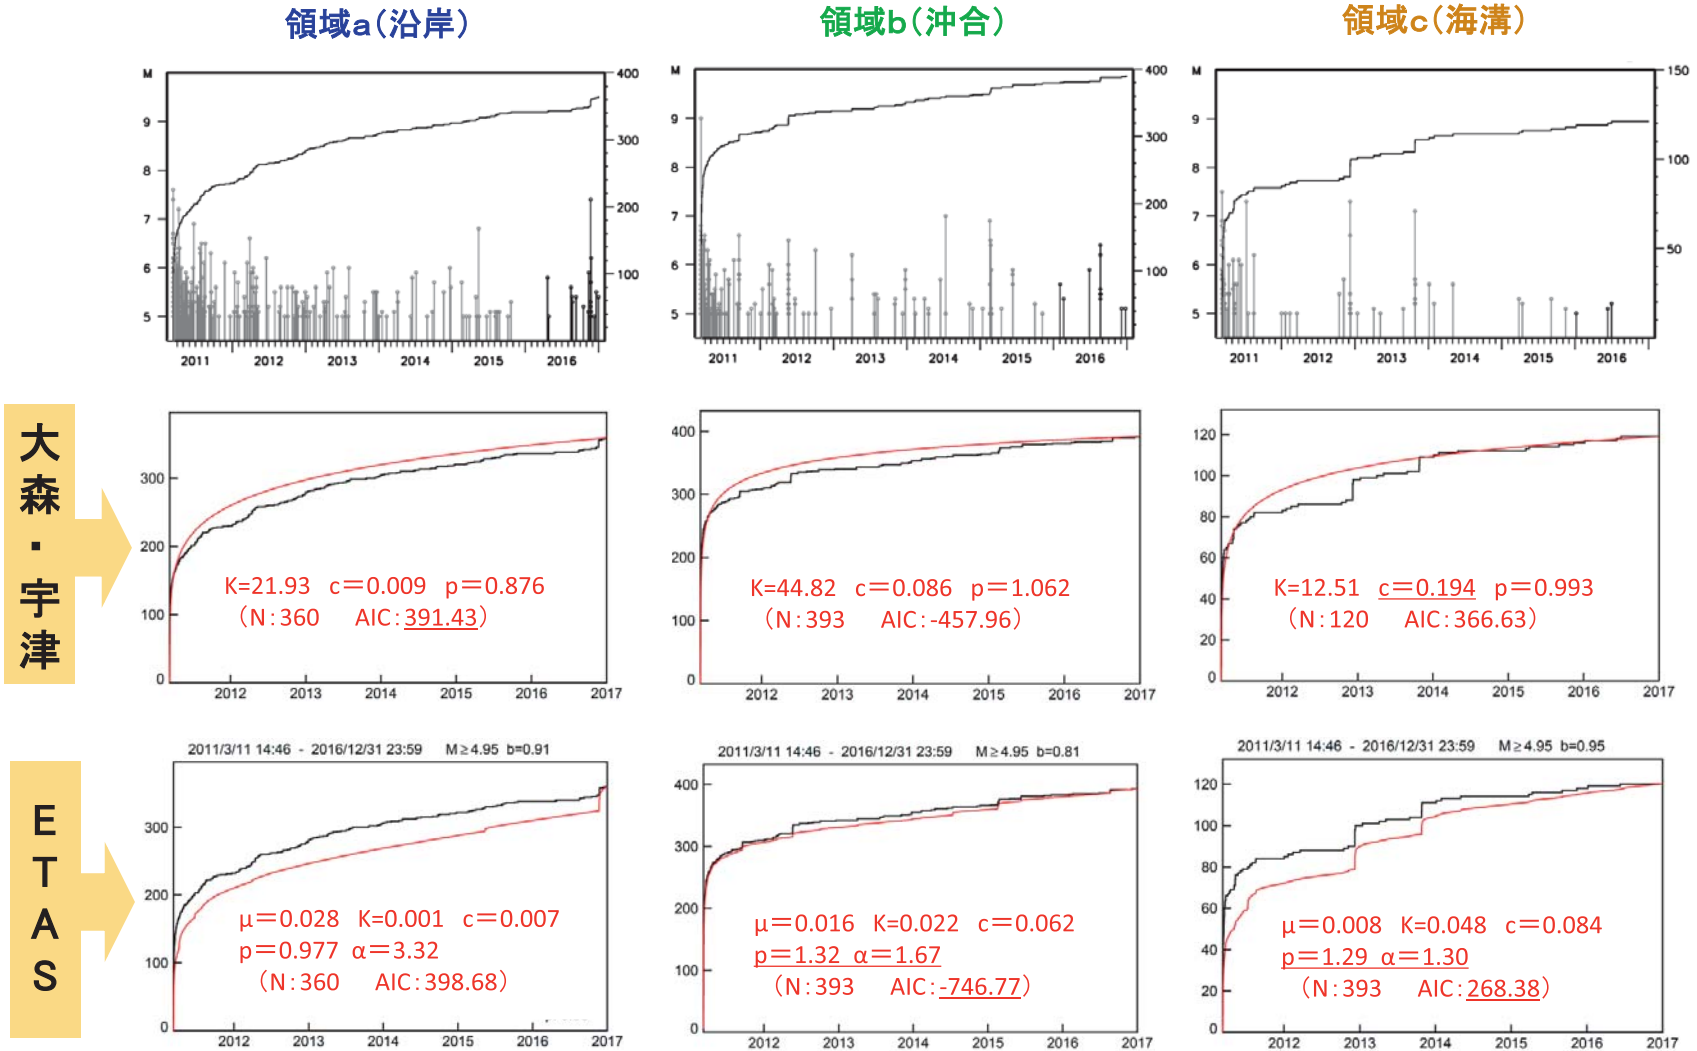 領域a（沿岸）
領域b（沖合）
領域c（海溝）
M
9
8
7
6
5
400
300
200
100
2011 2012 2013 2014 2015 2016
M
9
8
7
6
5
400
300
200
100
2011 2012 2013 2014 2015 2016
M
9
8
7
6
5
150
100
50
2011 2012 2013 2014 2015 2016
大森・宇津
300
200
100
0
K=21.93 c=0.009 p=0.876
（N：360 AIC：391.43）
2012 2013 2014 2015 2016 2017
400
300
200
100
0
K=44.82 c=0.086 p=1.062
（N：393 AIC：-457.96）
2012 2013 2014 2015 2016 2017
120
100
80
60
40
20
0
K=12.51 c=0.194 p=0.993
（N：120 AIC：366.63）
2012 2013 2014 2015 2016 2017
ETAS
2011/3/11 14:46 - 2016/12/31 23:59 M≥4.95 b=0.91
300
200
100
0
μ＝0.028 K=0.001 c＝0.007
p＝0.977 α＝3.32
（N：360 AIC：398.68）
2012 2013 2014 2015 2016 2017
2011/3/11 14:46 - 2016/12/31 23:59 M≥4.95 b=0.81
400
300
200
100
0
μ＝0.016 K=0.022 c＝0.062
p＝1.32 α＝1.67
（N：393 AIC：-746.77）
2012 2013 2014 2015 2016 2017
2011/3/11 14:46 - 2016/12/31 23:59 M≥4.95 b=0.95
120
100
80
60
40
20
0
μ＝0.008 K=0.048 c＝0.084
p＝1.29 α＝1.30
（N：393 AIC：268.38）
2012 2013 2014 2015 2016 2017